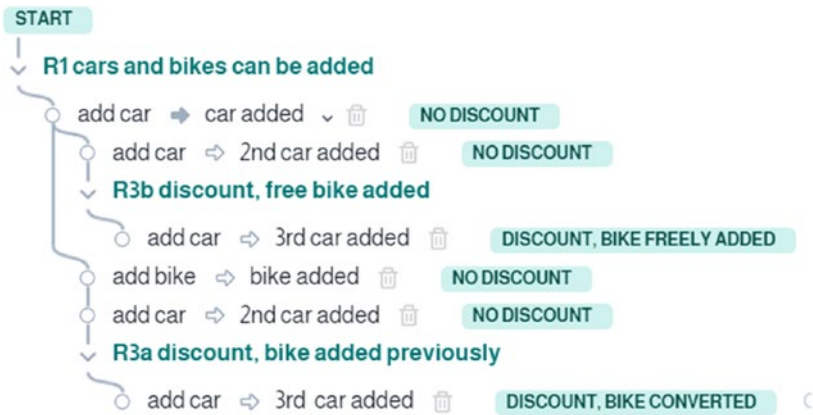 START
R1 cars and bikes can be added
add car ➡ car added NO DISCOUNT
add car ⇨ 2nd car added NO DISCOUNT
R3b discount, free bike added
add car ⇨ 3rd car added DISCOUNT, BIKE FREELY ADDED
add bike ⇨ bike added NO DISCOUNT
add car ⇨ 2nd car added NO DISCOUNT
R3a discount, bike added previously
add car ⇨ 3rd car added DISCOUNT, BIKE CONVERTED